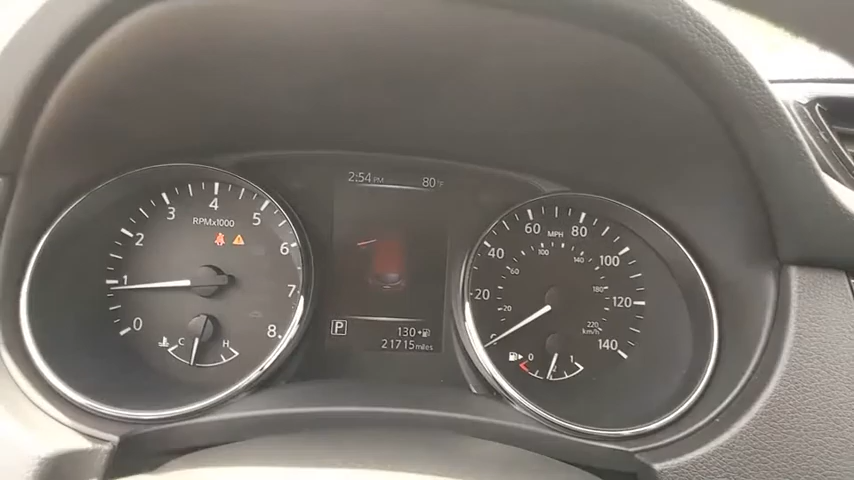 2:54 PM 80°F
4
3 5
RPMx1000
2 6
1 7
0 8
C H
P
130
21715 miles
60 80
MPH
40 100
100 140
60 180
20 120
20 220
km/h
140
0 1